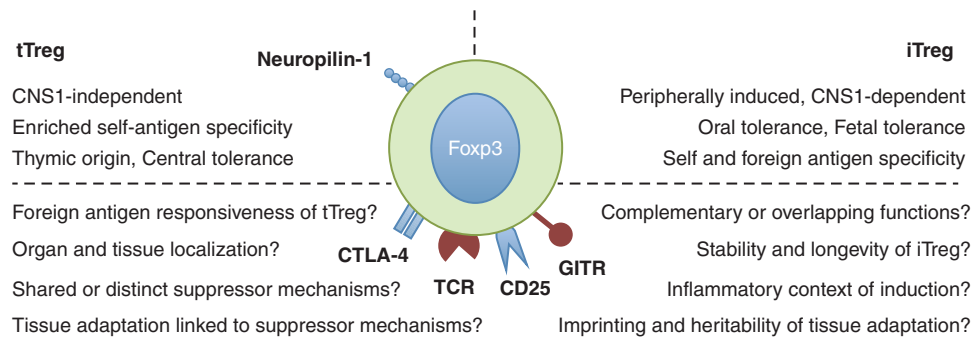 tTreg
CNS1-independent
Enriched self-antigen specificity
Thymic origin, Central tolerance
Neuropilin-1
Foxp3
iTreg
Peripherally induced, CNS1-dependent
Oral tolerance, Fetal tolerance
Self and foreign antigen specificity
Foreign antigen responsiveness of tTreg?
Organ and tissue localization?
Shared or distinct suppressor mechanisms?
Tissue adaptation linked to suppressor mechanisms?
CTLA-4
TCR
CD25
GITR
Complementary or overlapping functions?
Stability and longevity of iTreg?
Inflammatory context of induction?
Imprinting and heritability of tissue adaptation?